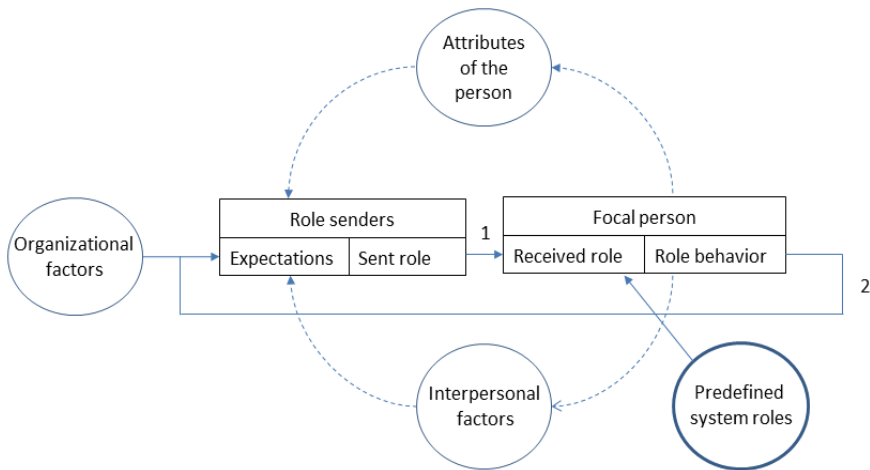 Attributes
of the
person
Role senders
Expectations
Sent role
1
Focal person
Received role
Role behavior
2
Organizational
factors
Interpersonal
factors
Predefined
system roles